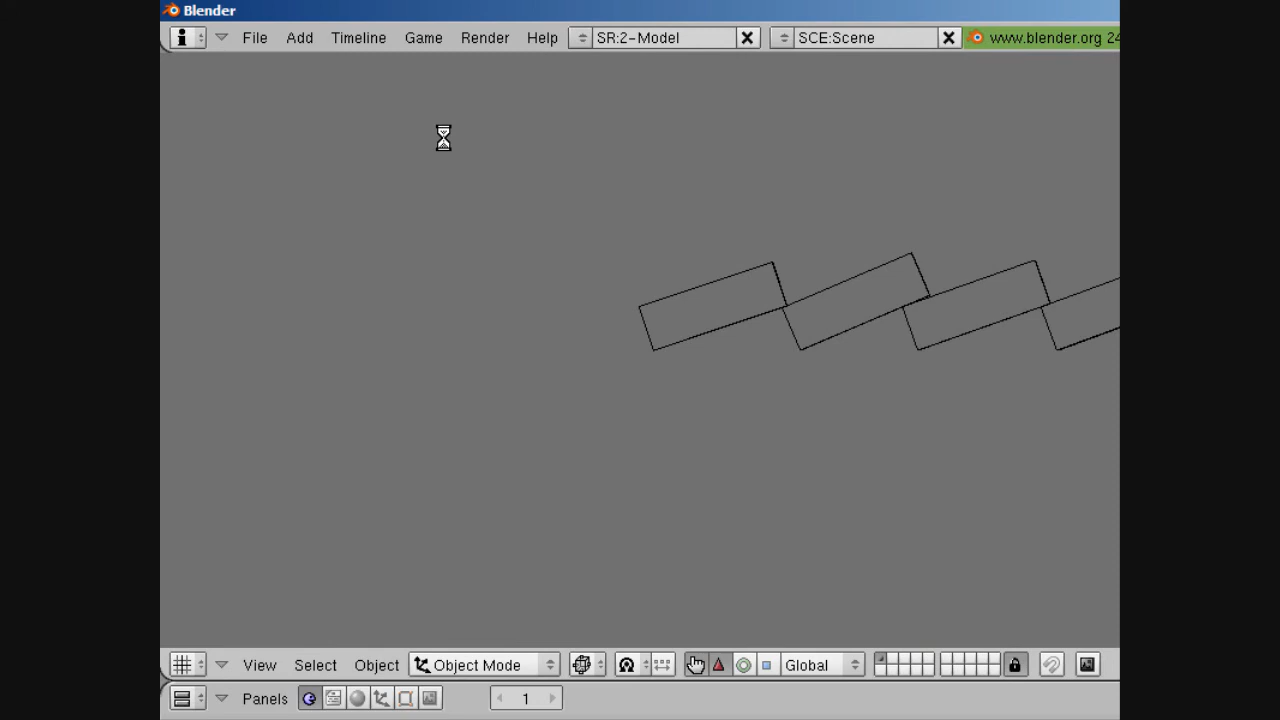 Blender
File Add Timeline Game Render Help SR:2-Model SCE:Scene www.blender.org 24
View Select Object Object Mode Global
Panels 1